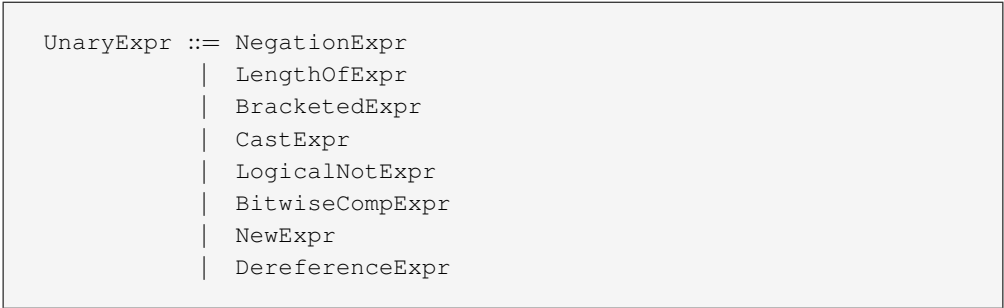 UnaryExpr ::= NegationExpr
| LengthOfExpr
| BracketedExpr
| CastExpr
| LogicalNotExpr
| BitwiseCompExpr
| NewExpr
| DereferenceExpr